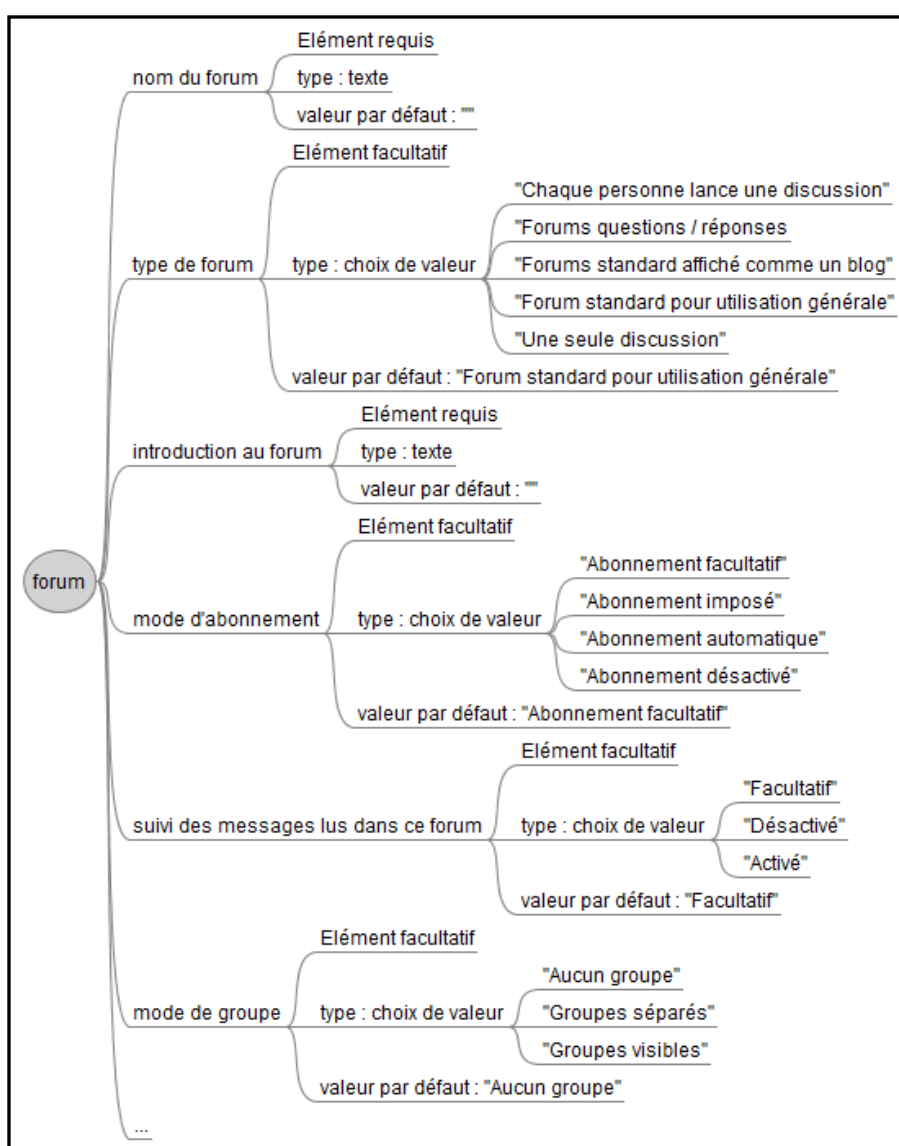 forum
nom du forum
Elément requis
type : texte
valeur par défaut : ""
type de forum
Elément facultatif
type : choix de valeur
"Chaque personne lance une discussion"
"Forums questions / réponses
"Forums standard affiché comme un blog"
"Forum standard pour utilisation générale"
"Une seule discussion"
valeur par défaut : "Forum standard pour utilisation générale"
introduction au forum
Elément requis
type : texte
valeur par défaut : ""
mode d'abonnement
Elément facultatif
type : choix de valeur
"Abonnement facultatif"
"Abonnement imposé"
"Abonnement automatique"
"Abonnement désactivé"
valeur par défaut : "Abonnement facultatif"
suivi des messages lus dans ce forum
Elément facultatif
type : choix de valeur
"Facultatif"
"Désactivé"
"Activé"
valeur par défaut : "Facultatif"
mode de groupe
Elément facultatif
type : choix de valeur
"Aucun groupe"
"Groupes séparés"
"Groupes visibles"
valeur par défaut : "Aucun groupe"
...